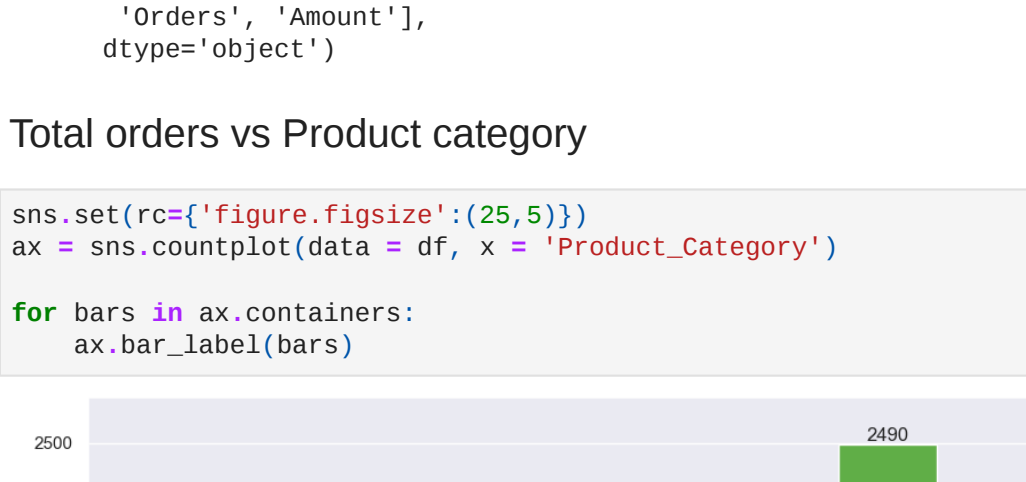 'Orders', 'Amount'],
dtype='object')
Total orders vs Product category
sns.set(rc={'figure.figsize':(25,5)})
ax = sns.countplot(data = df, x = 'Product_Category')
for bars in ax.containers:
    ax.bar_label(bars)
2490
2500